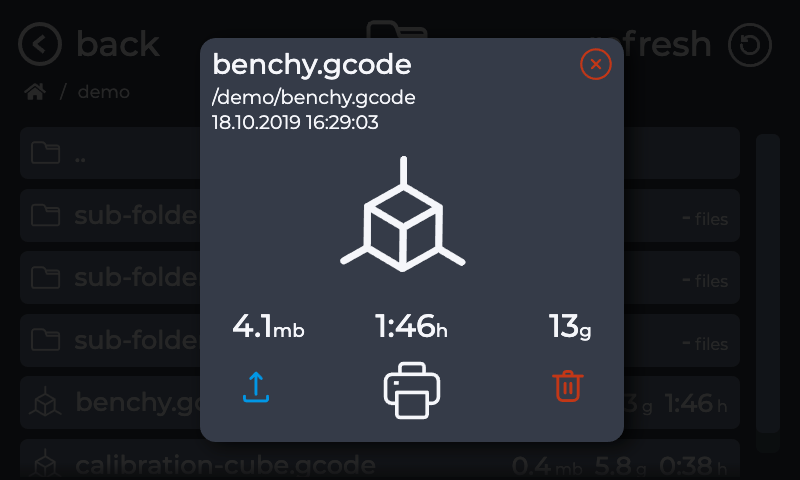 back
refresh
/ demo
benchy.gcode
/demo/benchy.gcode
18.10.2019 16:29:03
4.1mb 1:46h 13g
..
sub-folde
- files
sub-folde
- files
sub-folde
- files
benchy.gc
3 g 1:46 h
calibration-cube.gcode 0.4 mb 5.8 g 0:38 h